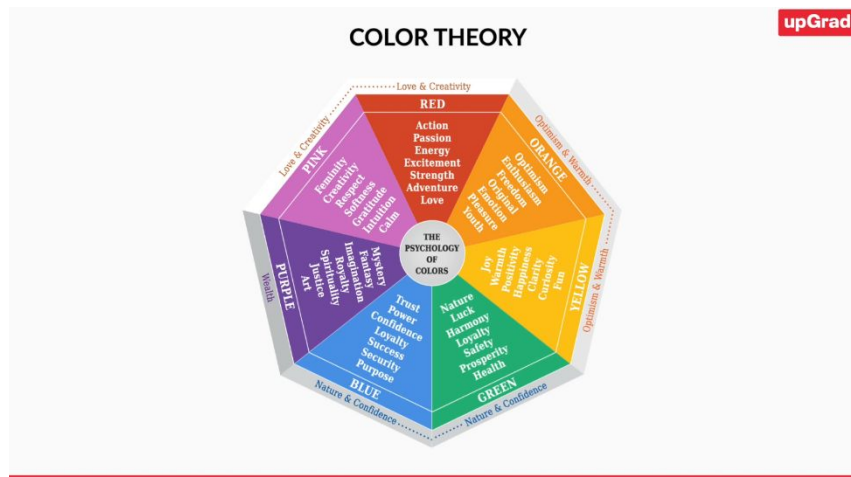 upGrad
COLOR THEORY
Love & Creativity
RED
Action
Passion
Energy
Excitement
Strength
Adventure
Love
Optimism & Warmth
ORANGE
Optimism
Enthusiasm
Freedom
Original
Emotion
Pleasure
Youth
Optimism & Warmth
YELLOW
Joy
Warmth
Positivity
Happiness
Clarity
Curiosity
Fun
Nature & Confidence
GREEN
Nature
Luck
Harmony
Loyalty
Safety
Prosperity
Health
Nature & Confidence
BLUE
Trust
Power
Confidence
Loyalty
Success
Security
Purpose
Wealth
PURPLE
Mystery
Fantasy
Imagination
Royalty
Spirituality
Justice
Art
Love & Creativity
PINK
Feminity
Creativity
Respect
Softness
Gratitude
Intuition
Calm
THE
PSYCHOLOGY
OF
COLORS